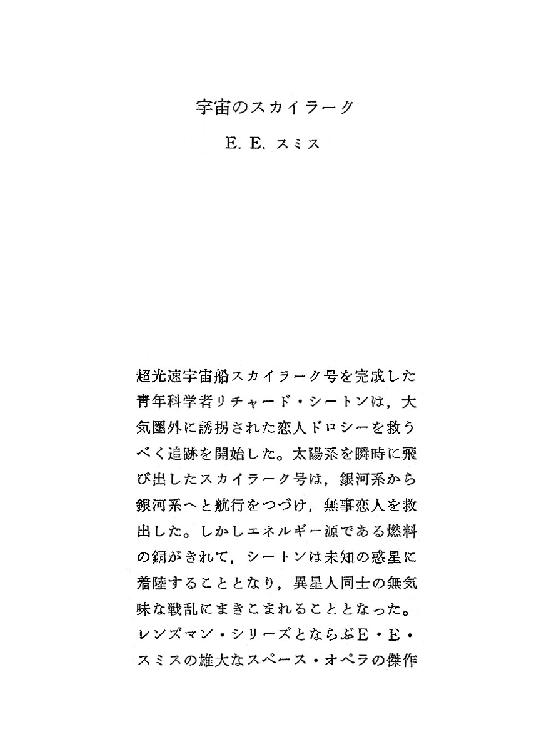 宇宙のスカイラーク
E. E. スミス
超光速宇宙船スカイラーク号を完成した
青年科学者リチャード・シートンは，大
気圏外に誘拐された恋人ドロシーを救う
べく追跡を開始した。太陽系を瞬時に飛
び出したスカイラーク号は，銀河系から
銀河系へと航行をつづけ，無事恋人を救
出した。しかしエネルギー源である燃料
の銅がきれて，シートンは未知の惑星に
着陸することとなり，異星人同士の無気
味な戦乱にまきこまれることとなった。
レンズマン・シリーズとならぶE・E・
スミスの雄大なスペース・オペラの傑作